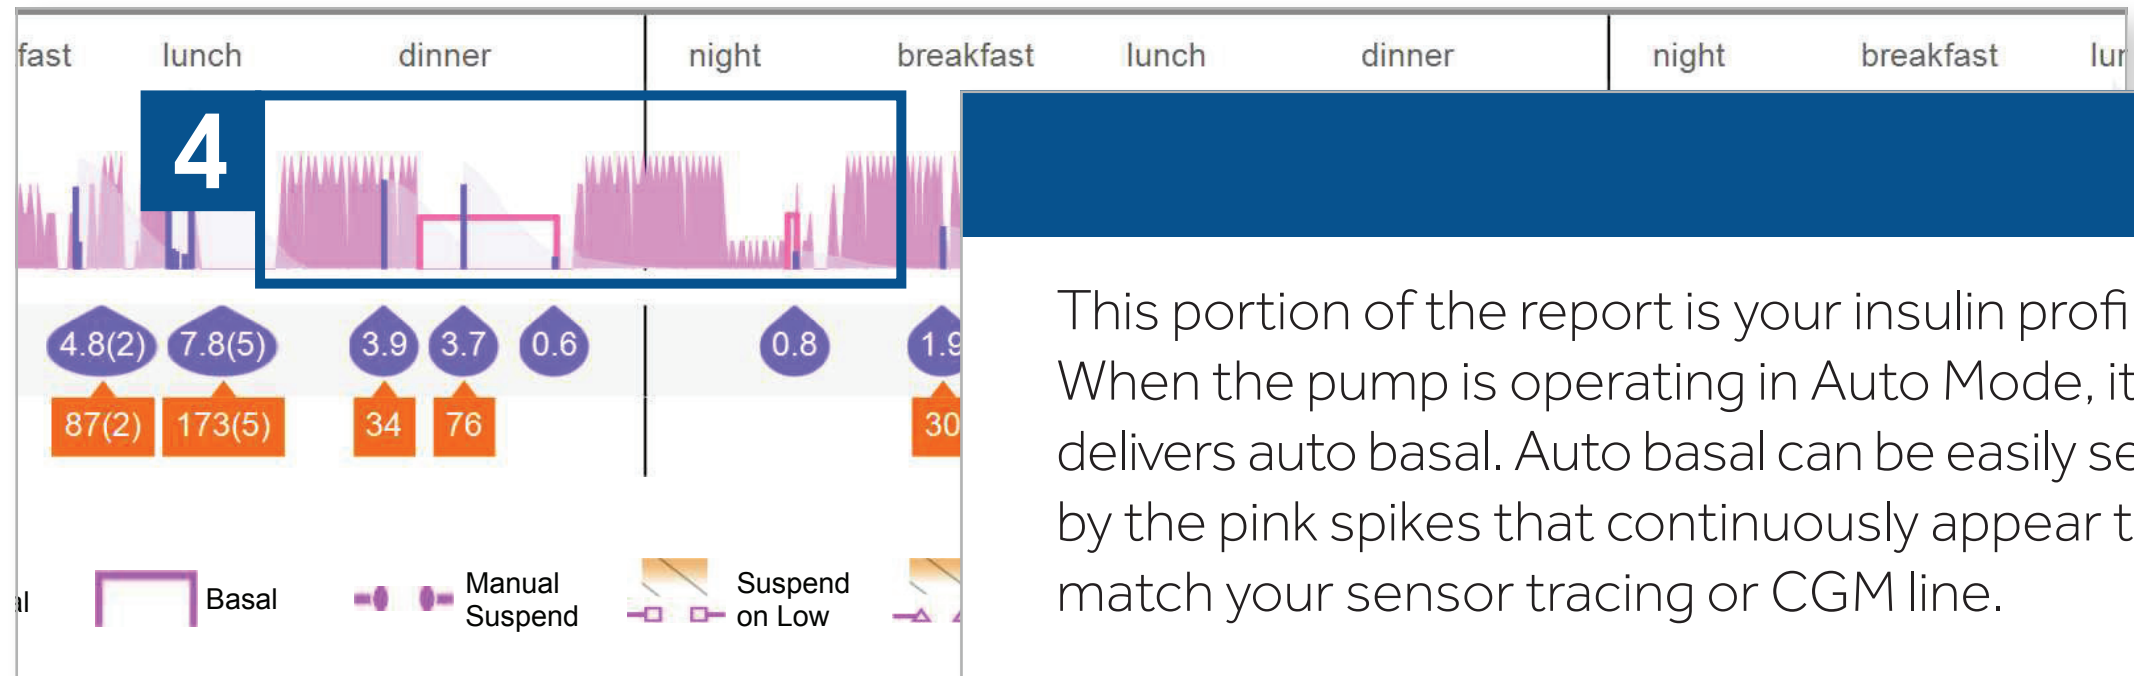 fast lunch dinner night breakfast lunch dinner night breakfast
4
4.8(2) 7.8(5) 3.9 3.7 0.6 0.8
87(2) 173(5) 34 76 30
Basal
Manual
Suspend
Suspend
on Low
This portion of the report is your insulin
When the pump is operating in Auto Mode, it
delivers auto basal. Auto basal can be easily
by the pink spikes that continuously appear
match your sensor tracing or CGM line.